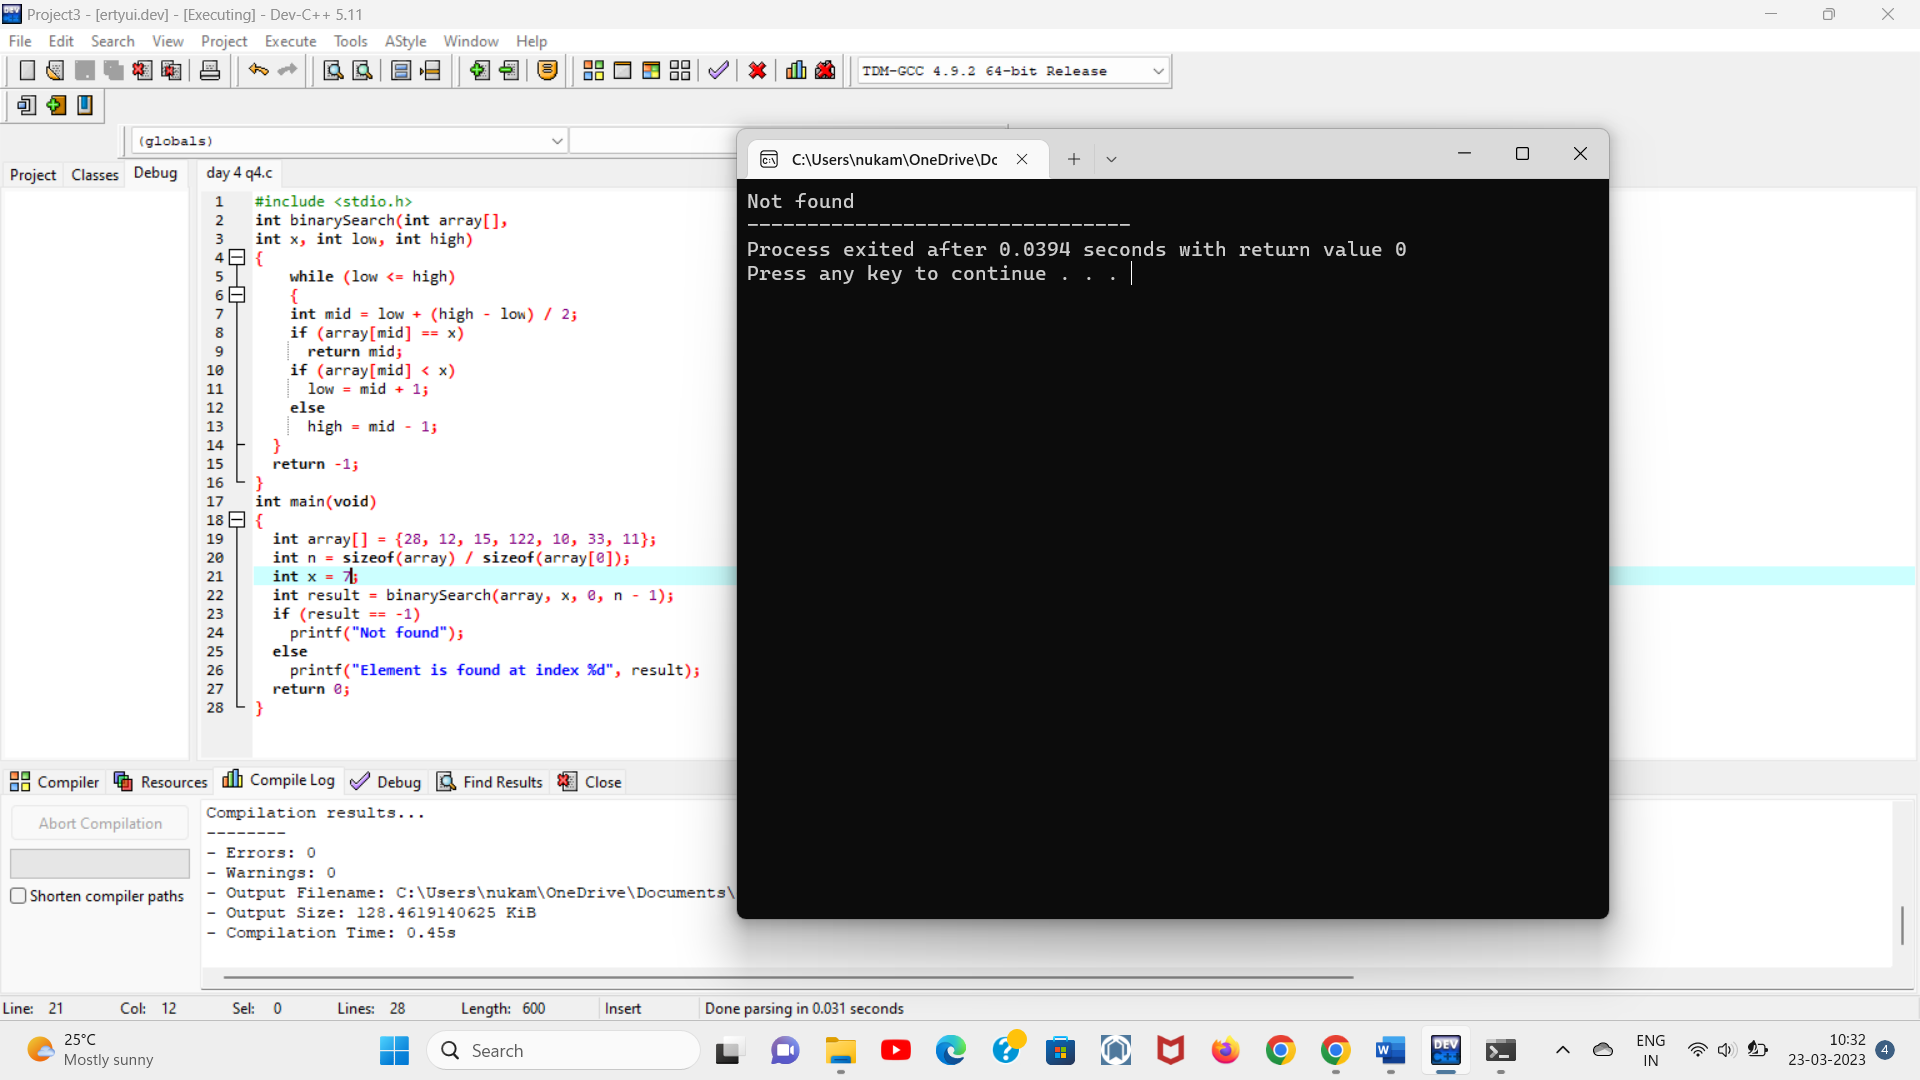 Project3 - [ertyui.dev] - [Executing] - Dev-C++ 5.11
File Edit Search View Project Execute Tools AStyle Window Help
TDM-GCC 4.9.2 64-bit Release
(globals)
Project Classes Debug
day 4 q4.c
1 #include <stdio.h>
2 int binarySearch(int array[],
3 int x, int low, int high)
4 {
5 while (low <= high)
6 {
7 int mid = low + (high - low) / 2;
8 if (array[mid] == x)
9 return mid;
10 if (array[mid] < x)
11 low = mid + 1;
12 else
13 high = mid - 1;
14 }
15 return -1;
16 }
17 int main(void)
18 {
19 int array[] = {28, 12, 15, 122, 10, 33, 11};
20 int n = sizeof(array) / sizeof(array[0]);
21 int x = 7;
22 int result = binarySearch(array, x, 0, n - 1);
23 if (result == -1)
24 printf("Not found");
25 else
26 printf("Element is found at index %d", result);
27 return 0;
28 }
C:\Users\nukam\OneDrive\Dc
Not found
--------------------------------
Process exited after 0.0394 seconds with return value 0
Press any key to continue . . .
Compiler Resources Compile Log Debug Find Results Close
Abort Compilation
Shorten compiler paths
Compilation results...
--------
- Errors: 0
- Warnings: 0
- Output Filename: C:\Users\nukam\OneDrive\Documents\
- Output Size: 128.4619140625 KiB
- Compilation Time: 0.45s
Line: 21 Col: 12 Sel: 0 Lines: 28 Length: 600 Insert Done parsing in 0.031 seconds
25°C
Mostly sunny
Search
DEV
C++
ENG
IN
10:32
23-03-2023
4